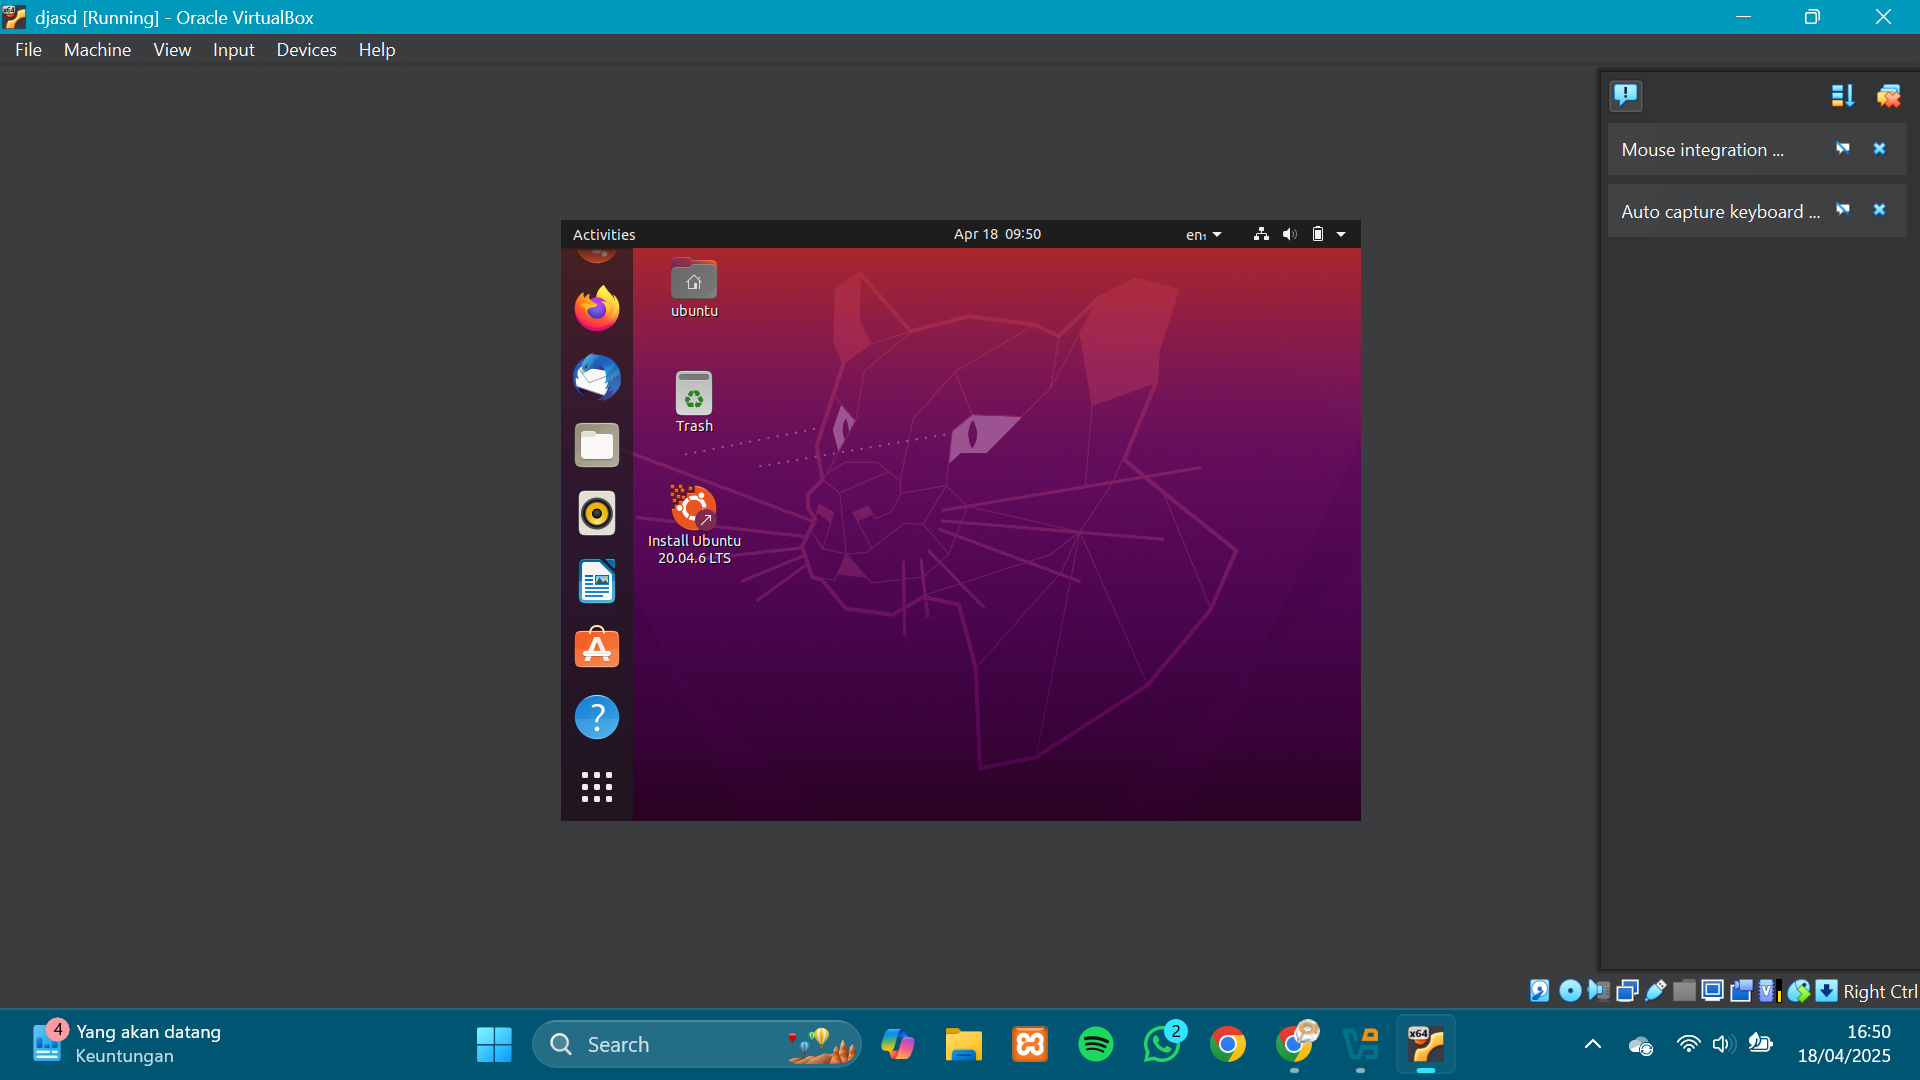 djasd [Running] - Oracle VirtualBox
File Machine View Input Devices Help
Mouse integration ...
Auto capture keyboard ...
Activities
Apr 18 09:50
en₁
ubuntu
Trash
Install Ubuntu
20.04.6 LTS
?
Right Ctrl
4
Yang akan datang
Keuntungan
Search
2
x64
16:50
18/04/2025